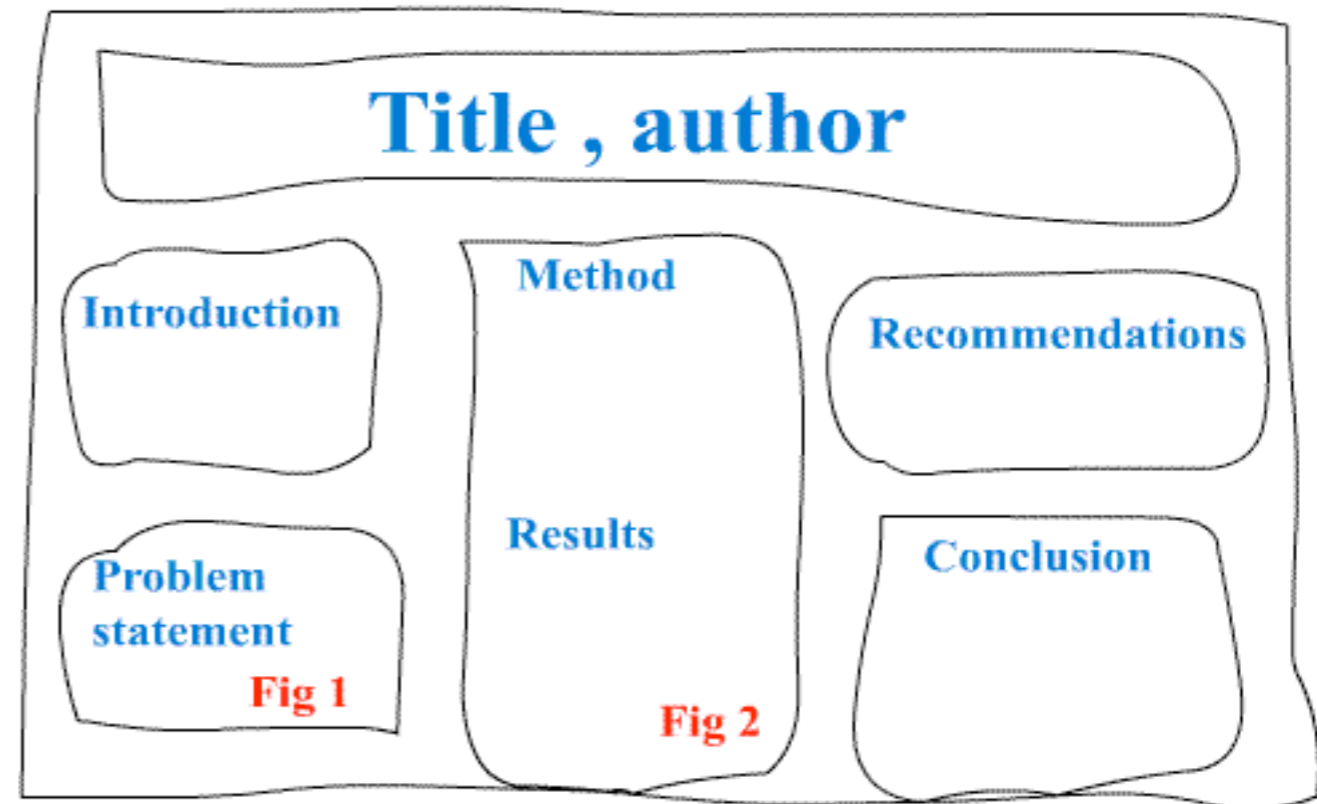 Title , author
Introduction
Problem
statement
Fig 1
Method
Results
Fig 2
Recommendations
Conclusion